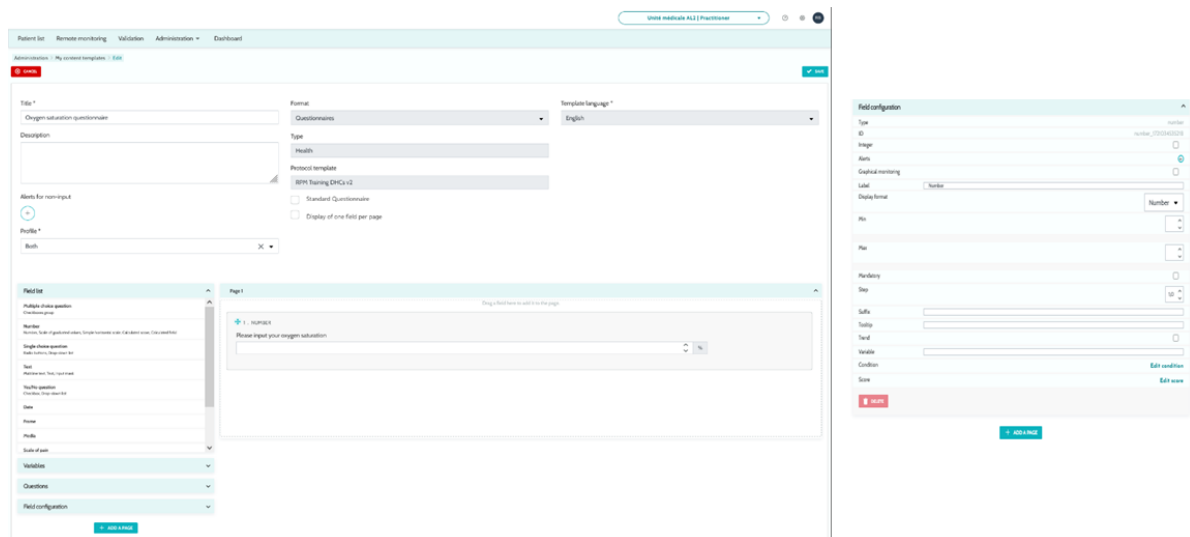 Unité médicale AL2 | Practitioner
Patient list Remote monitoring Validation Administration Dashboard
Administration / My content templates / Edit
Title *
Oxygen saturation questionnaire
Description
Alerts for non-input
Profile *
Both
Format
Questionnaires
Type
Health
Protocol template
RPM Training DHCa v2
Standard Questionnaire
Display of one field per page
Template language *
English
Field list
Multiple choice question
Checkboxes group
Number
Single choice question
Radio buttons, Drop-down list
Text
Yes/No question
Checkbox, Drop-down list
Date
Media
Scale of pain
Variables
Questions
Field configuration
+ ADD A PAGE
Page 1
Drag a field here to add it to the page
1 . NUMBER
Please input your oxygen saturation
%
Field configuration
Type number
ID
Integer
Alerts
Graphical monitoring
Label Number
Display format Number
Min
Max
Mandatory
Step
Suffix
Tooltip
Trend
Variable
Condition Edit condition
Score Edit score
DELETE
+ ADD A PAGE